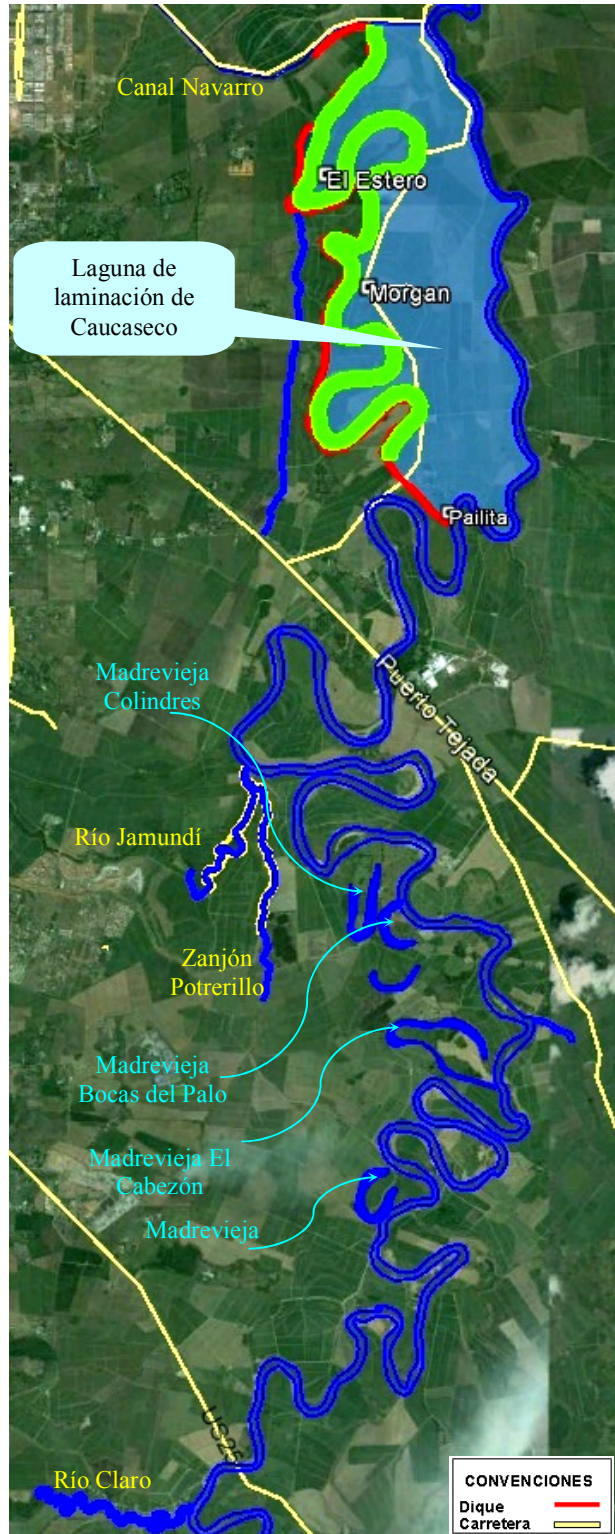 Canal Navarro
El Estero
Laguna de
laminación de
Caucaseco
Morgan
Pailita
Madrevieja
Colindres
Puerto Tejada
Río Jamundí
Zanjón
Potrerillo
Madrevieja
Bocas del Palo
Madrevieja El
Cabezón
Madrevieja
US25
Río Claro
CONVENCIONES
Dique
Carretera